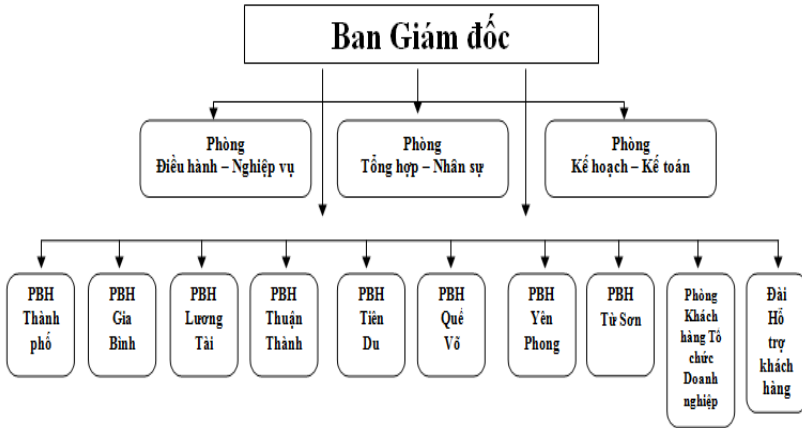 Ban Giám đốc
Phòng
Điều hành – Nghiệp vụ
Phòng
Tổng hợp – Nhân sự
Phòng
Kế hoạch – Kế toán
PBH
Thành
phố
PBH
Gia
Bình
PBH
Lương
Tài
PBH
Thuận
Thành
PBH
Tiên
Du
PBH
Quế
Võ
PBH
Yên
Phong
PBH
Từ Sơn
Phòng
Khách
hàng Tổ
chức
Doanh
nghiệp
Đài
Hỗ
trợ
khách
hàng